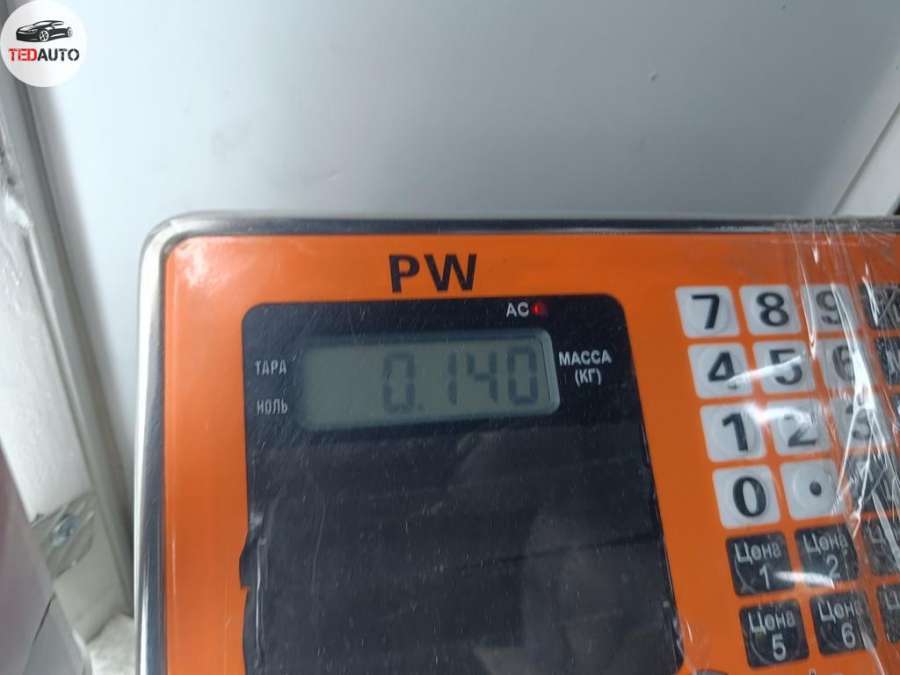 TEDAUTO
PW
AC
ТАРА
НОЛЬ
0.140
МАССА
(КГ)
7 8 9
4 5 6
1 2 3
0 .
Цена 1
Цена 2
Цена 5
Цена 6